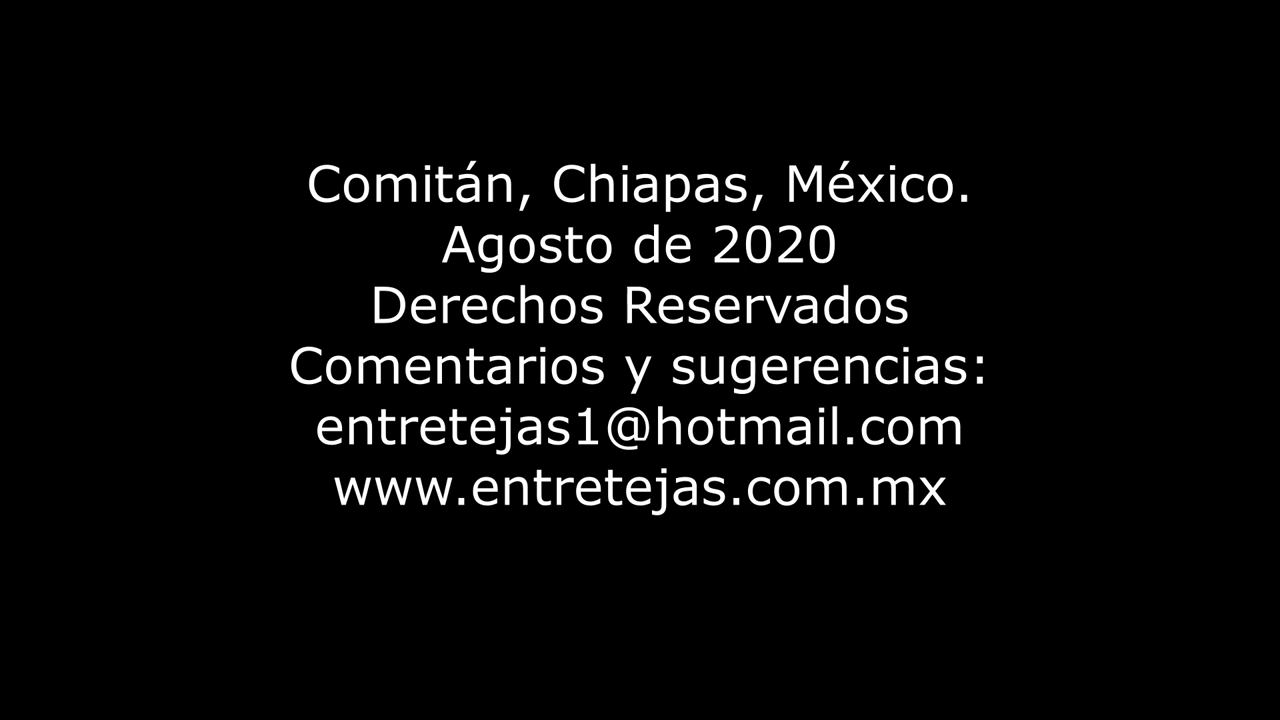 Comitán, Chiapas, México.
Agosto de 2020
Derechos Reservados
Comentarios y sugerencias:
entretejas1@hotmail.com
www.entretejas.com.mx